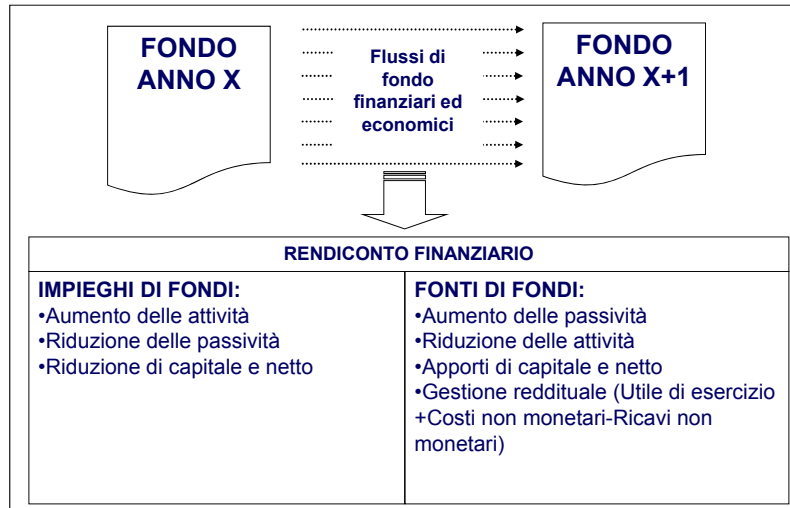 FONDO
ANNO X
Flussi di
fondo
finanziari ed
economici
FONDO
ANNO X+1
RENDICONTO FINANZIARIO
IMPIEGHI DI FONDI:
•Aumento delle attività
•Riduzione delle passività
•Riduzione di capitale e netto
FONTI DI FONDI:
•Aumento delle passività
•Riduzione delle attività
•Apporti di capitale e netto
•Gestione reddituale (Utile di esercizio
+Costi non monetari-Ricavi non
monetari)